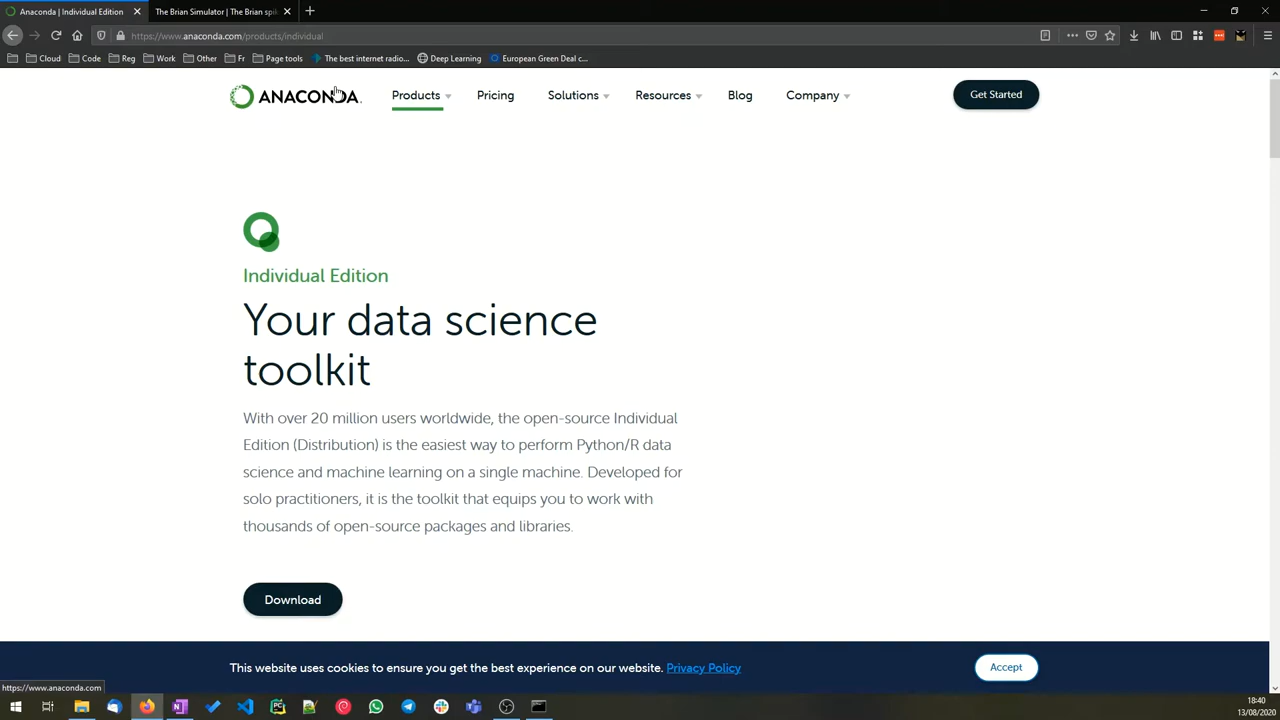 Anaconda | Individual Edition
The Brian Simulator | The Brian spik
https://www.anaconda.com/products/individual
Cloud
Code
Reg
Work
Other
Fr
Page tools
The best internet radio...
Deep Learning
European Green Deal c...
ANACONDA.
Products
Pricing
Solutions
Resources
Blog
Company
Get Started
Individual Edition
Your data science
toolkit
With over 20 million users worldwide, the open-source Individual
Edition (Distribution) is the easiest way to perform Python/R data
science and machine learning on a single machine. Developed for
solo practitioners, it is the toolkit that equips you to work with
thousands of open-source packages and libraries.
Download
This website uses cookies to ensure you get the best experience on our website. Privacy Policy
Accept
https://www.anaconda.com
18:40
13/08/2020